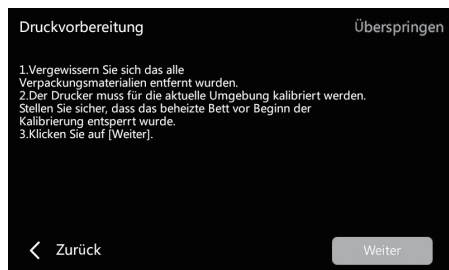 Druckvorbereitung
Überspringen
1.Vergewissern Sie sich das alle
Verpackungsmaterialien entfernt wurden.
2.Der Drucker muss für die aktuelle Umgebung kalibriert werden.
Stellen Sie sicher, dass das beheizte Bett vor Beginn der
Kalibrierung entsperrt wurde.
3.Klicken Sie auf [Weiter].
Zurück
Weiter